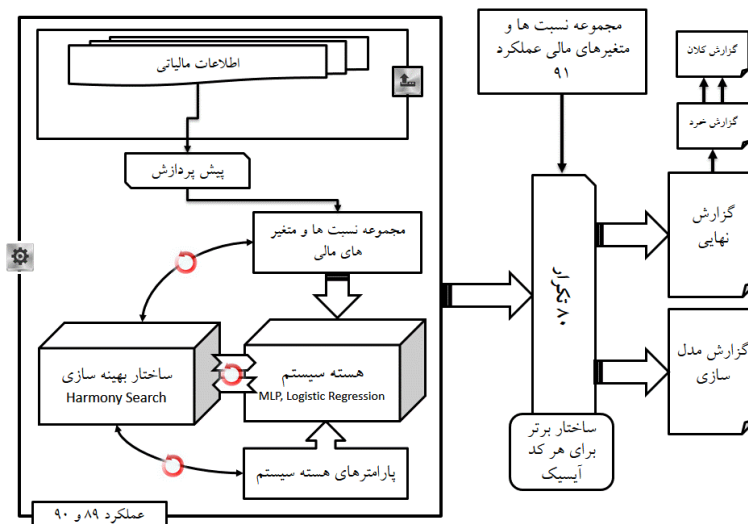 اطلاعات مالیاتی
پیش پردازش
مجموعه نسبت ها و متغیر
های مالی
ساختار بهینه سازی
Harmony Search
هسته سیستم
MLP, Logistic Regression
پارامترهای هسته سیستم
عملکرد ۸۹ و ۹۰
مجموعه نسبت ها و
متغیرهای مالی عملکرد
۹۱
۸۰ تکرار
ساختار برتر
برای هر کد
آیسیک
گزارش کلان
گزارش خرد
گزارش
نهایی
گزارش مدل
سازی